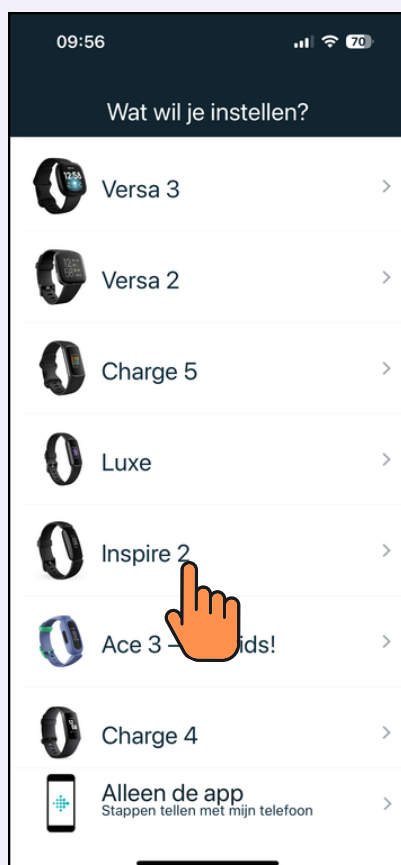 09:56
70
Wat wil je instellen?
Versa 3
Versa 2
Charge 5
Luxe
Inspire 2
Ace 3 – ids!
Charge 4
Alleen de app
Stappen tellen met mijn telefoon